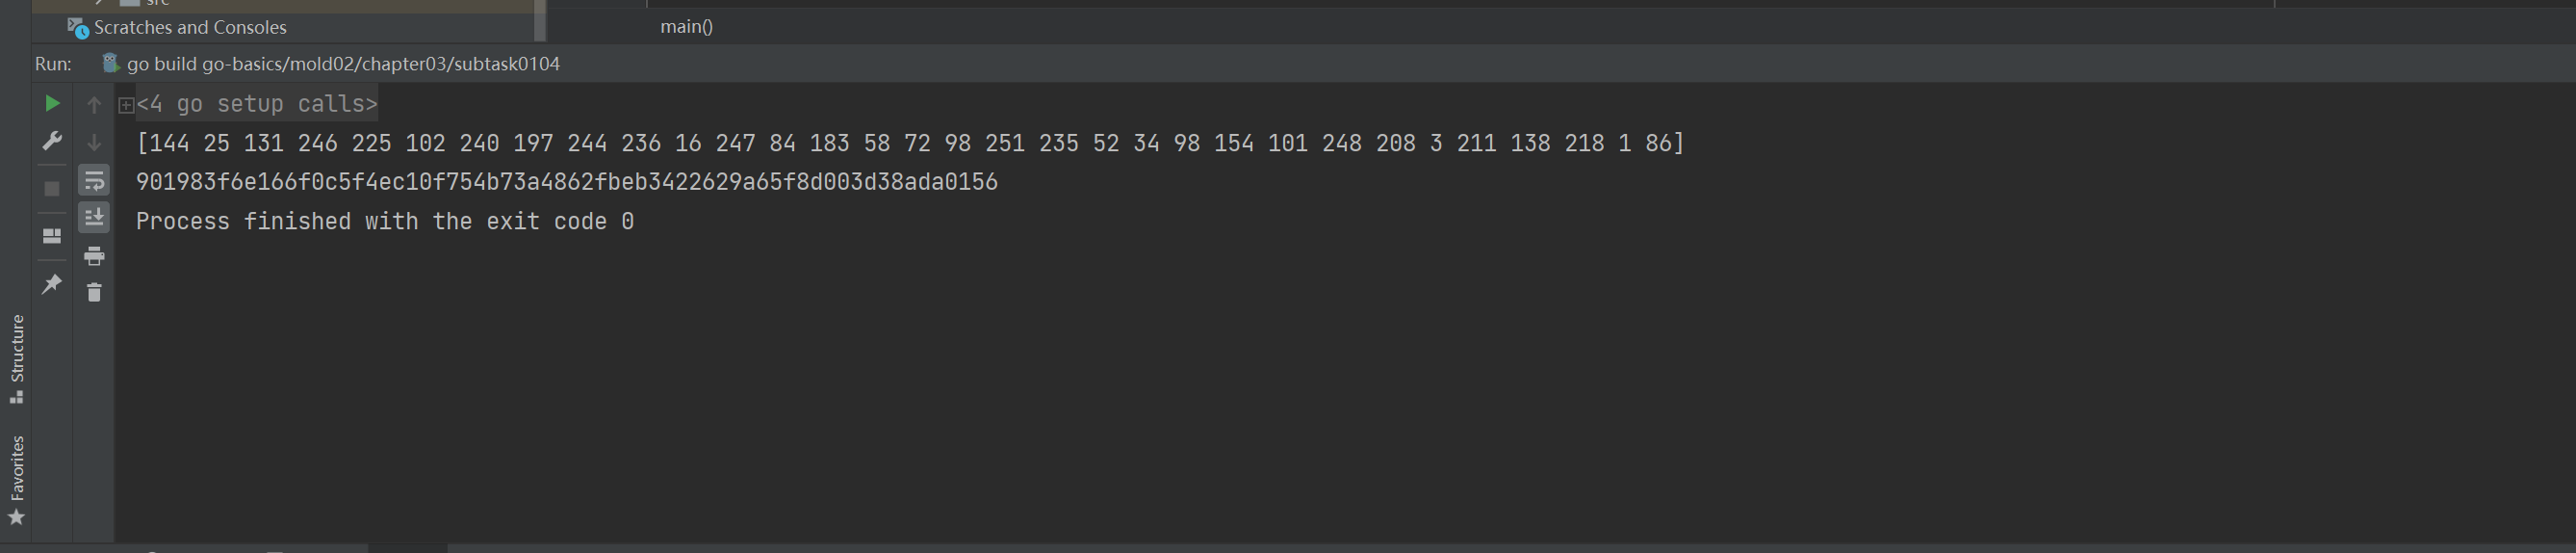 src
Scratches and Consoles
main()
Run: go build go-basics/mold02/chapter03/subtask0104
<4 go setup calls>
[144 25 131 246 225 102 240 197 244 236 16 247 84 183 58 72 98 251 235 52 34 98 154 101 248 208 3 211 138 218 1 86]
901983f6e166f0c5f4ec10f754b73a4862fbeb3422629a65f8d003d38ada0156
Process finished with the exit code 0
Structure
Favorites